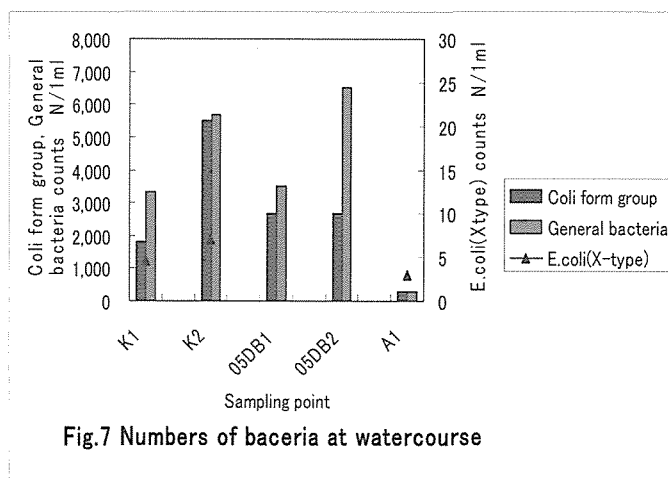 Coli form group, General
bacteria counts N/1ml
8,000
7,000
6,000
5,000
4,000
3,000
2,000
1,000
0
30
25
20
15
10
5
0
E.coli(Xtype) counts N/1ml
K1
K2
05DB1
05DB2
A1
Sampling point
Coli form group
General bacteria
E.coli(X-type)
Fig.7 Numbers of baceria at watercourse